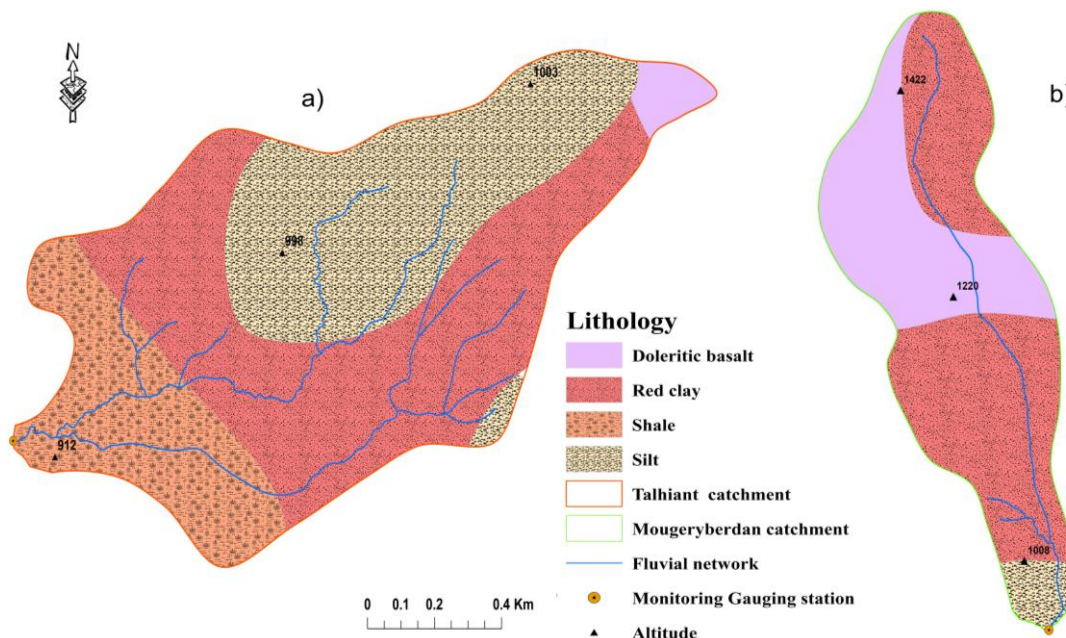 N
a)
1003
998
912
0 0.1 0.2 0.4 Km
Lithology
Doleritic basalt
Red clay
Shale
Silt
Talhiant catchment
Mougeryberdan catchment
Fluvial network
Monitoring Gauging station
Altitude
b)
1422
1220
1008